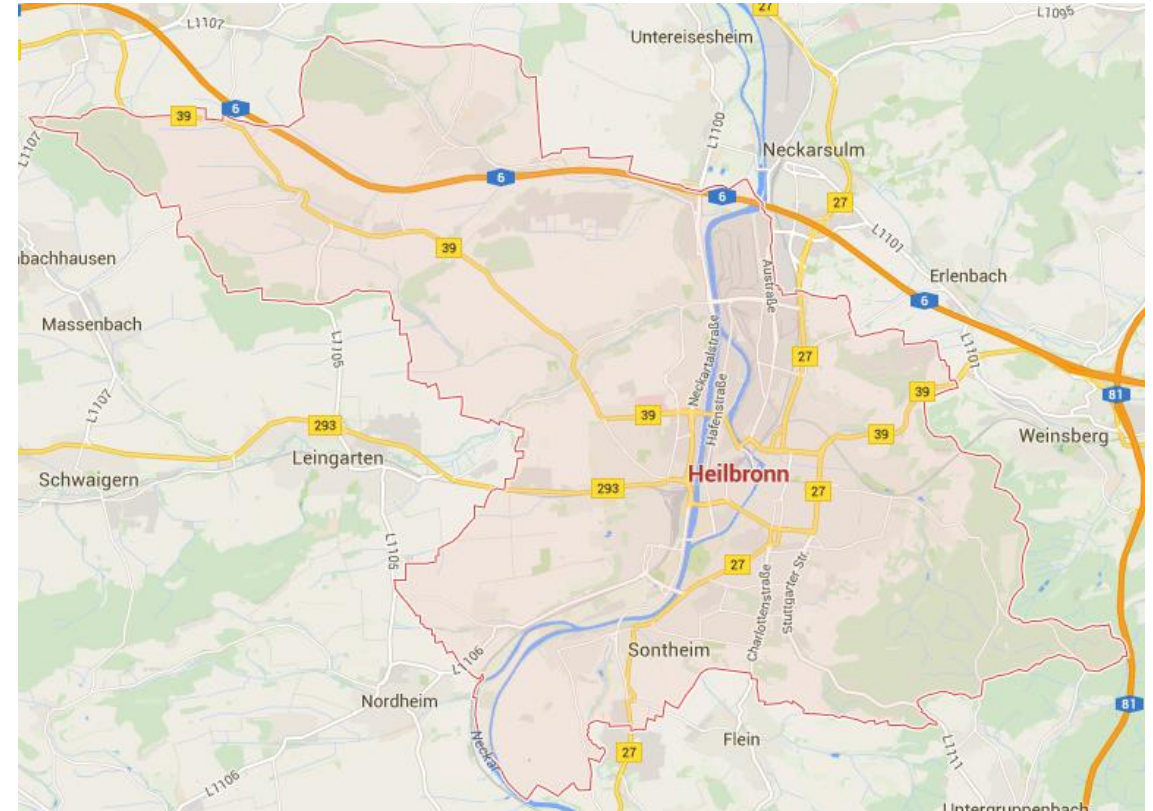 27
L1107
L1095
Untereisesheim
6
39
L1107
L1100
Neckarsulm
6
6
27
L1101
39
bachhausen
Austraße
Erlenbach
6
Massenbach
L1105
Neckartalstraße
27
L1101
Hafenstraße
39
81
L1107
39
293
39
Weinsberg
Leingarten
Heilbronn
Schwaigern
293
27
L1105
27
Charlottenstraße
Stuttgarter Str.
Sontheim
L1106
Nordheim
81
Neckar
Flein
27
L1111
L1106
Untergruppenbach